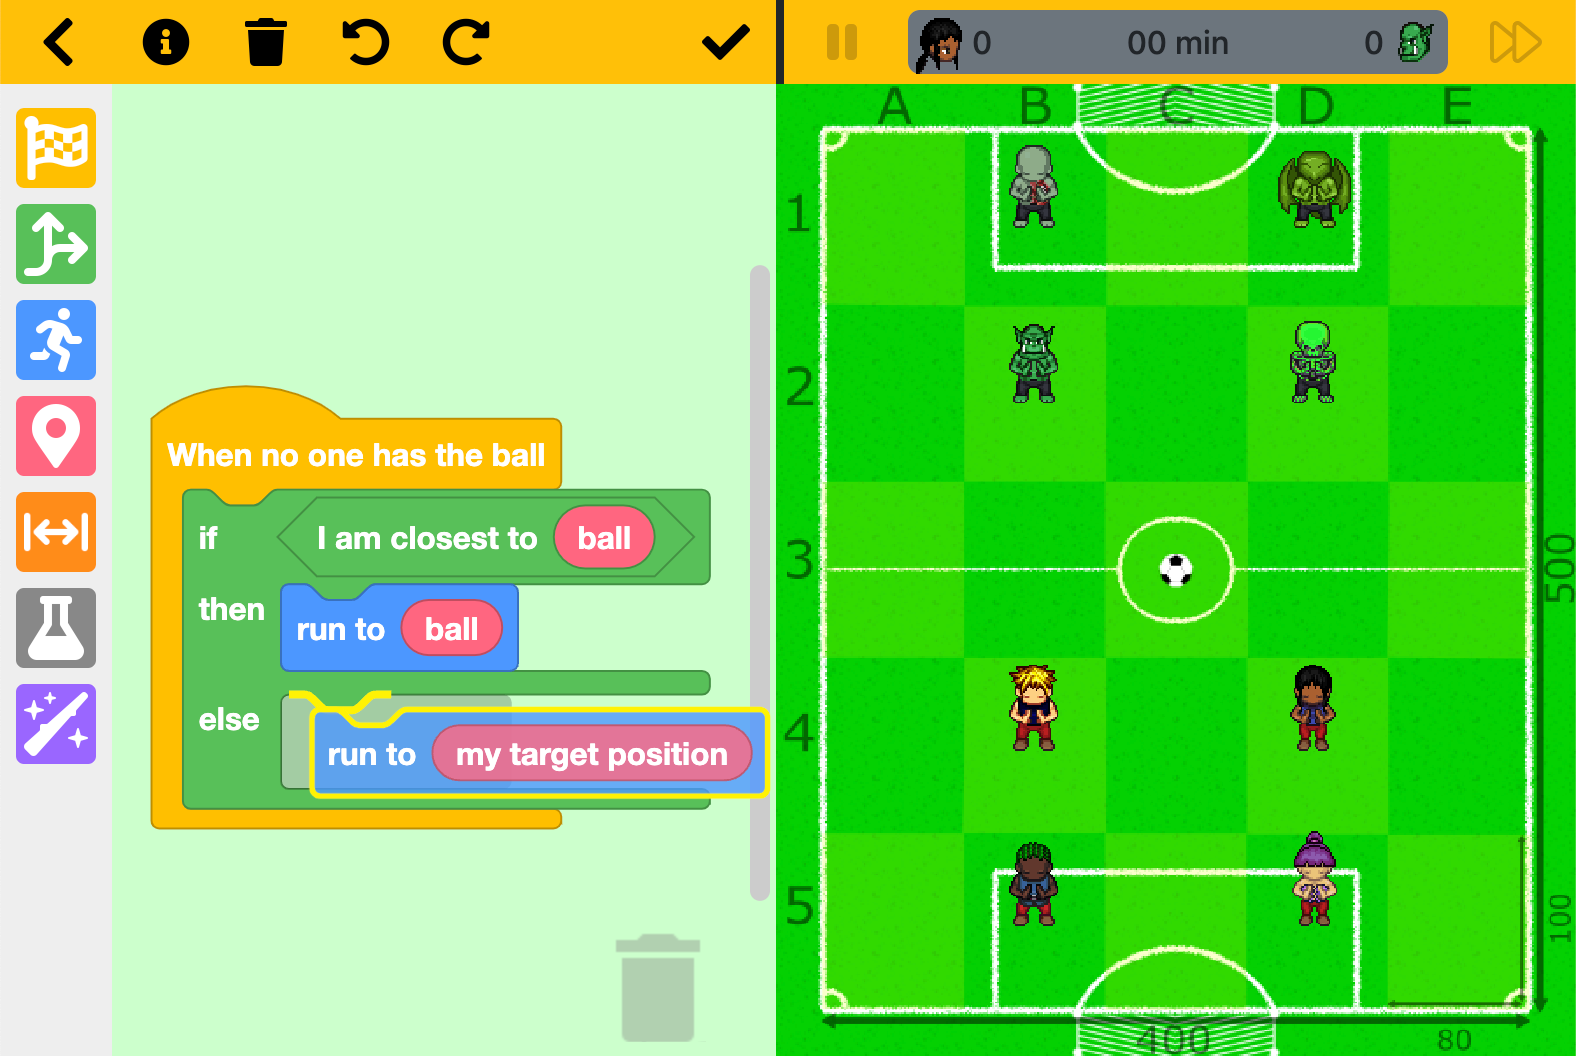 0 00 min 0
A B C D E
1
2
3
4
5
500
100
400
80
When no one has the ball
if I am closest to ball
then run to ball
else run to my target position